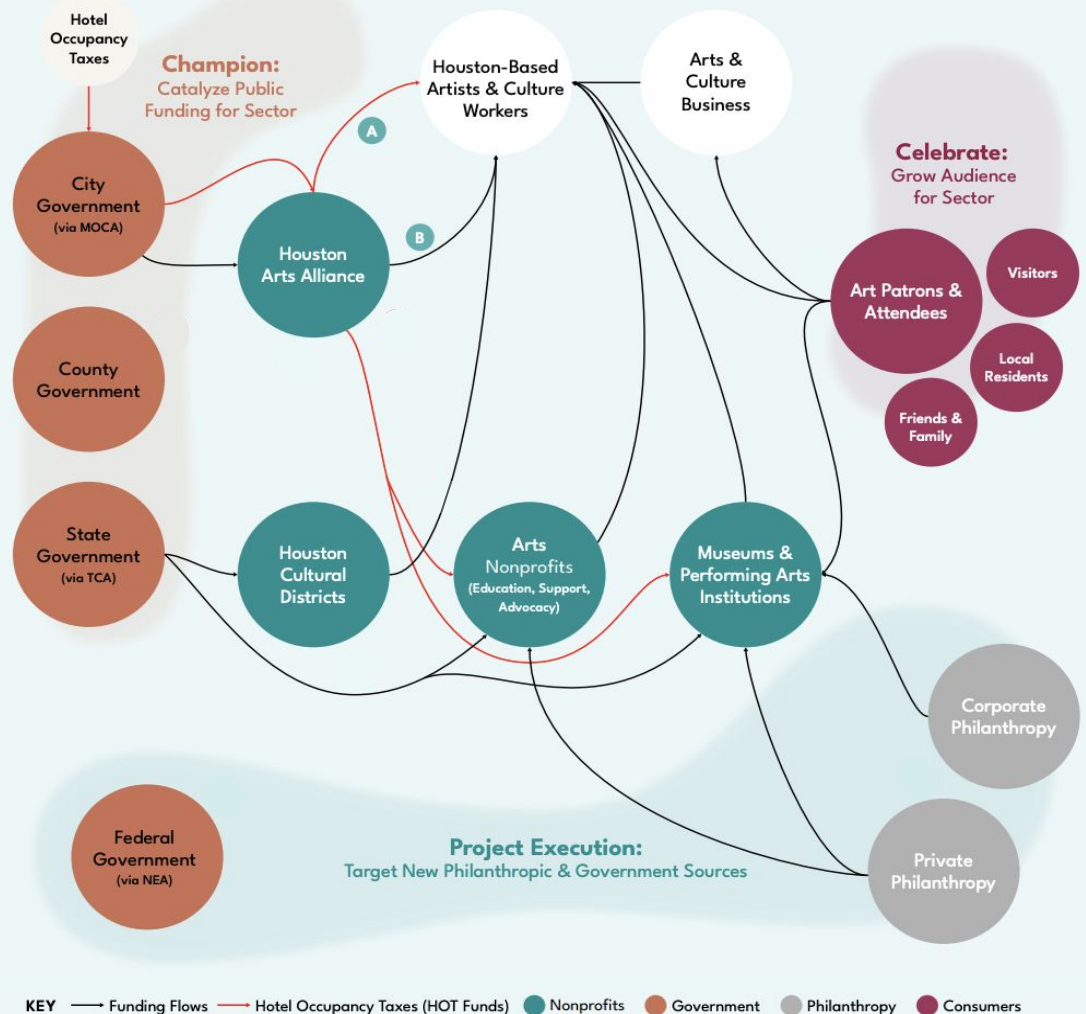 Hotel
Occupancy
Taxes
Champion:
Catalyze Public
Funding for Sector
Houston-Based
Artists & Culture
Workers
Arts &
Culture
Business
A
Celebrate:
Grow Audience
for Sector
City
Government
(via MOCA)
B
Houston
Arts Alliance
Art Patrons &
Attendees
Visitors
Local
Residents
Friends &
Family
County
Government
State
Government
(via TCA)
Houston
Cultural
Districts
Arts
Nonprofits
(Education, Support,
Advocacy)
Museums &
Performing Arts
Institutions
Corporate
Philanthropy
Federal
Government
(via NEA)
Project Execution:
Target New Philanthropic & Government Sources
Private
Philanthropy
KEY Funding Flows Hotel Occupancy Taxes (HOT Funds) Nonprofits Government Philanthropy Consumers